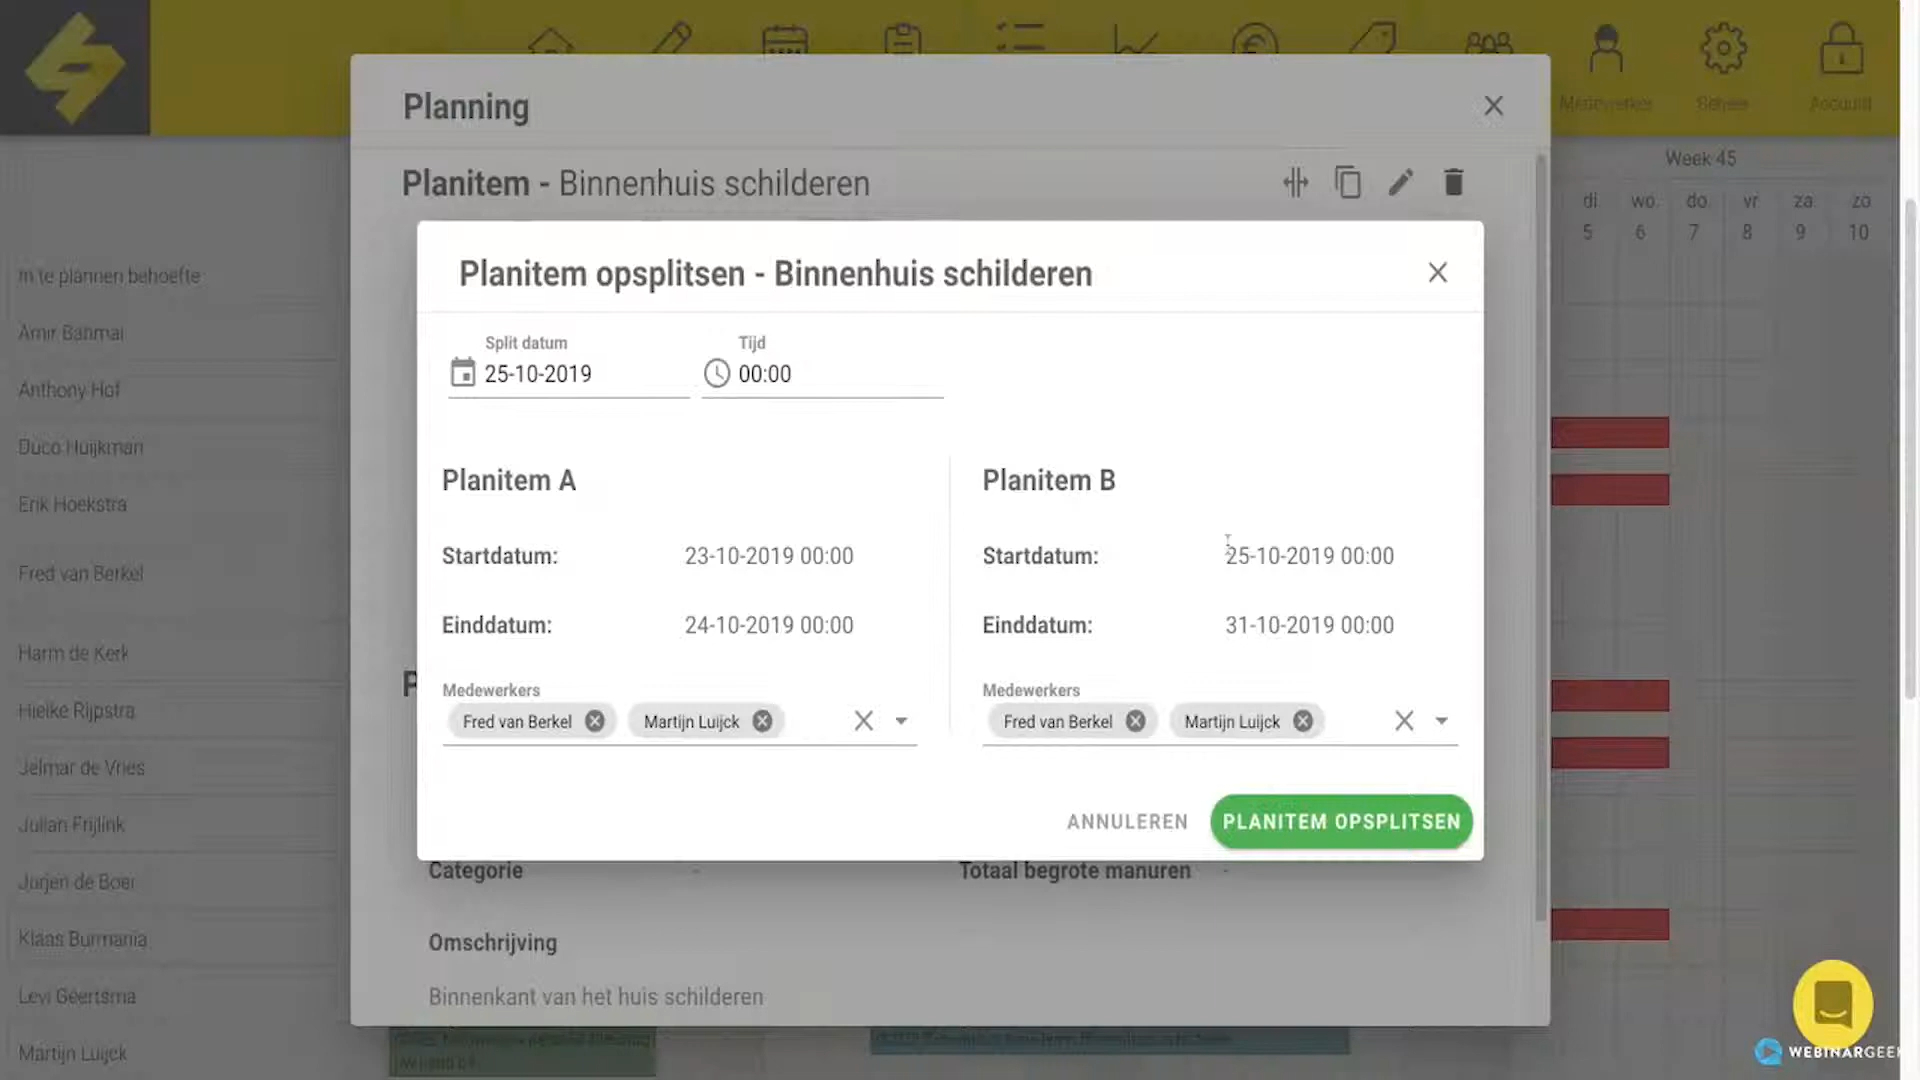 Planning
Medewerker
Beheer
Account
Week 45
Planitem - Binnenhuis schilderen
di wo. do. vr za. zo
5 6 7 8 9 10
Planitem opsplitsen - Binnenhuis schilderen
m te plannen behoefte
Amir Bahmai
Split datum
Tijd
25-10-2019
00:00
Anthony Hof
Duco Huijkman
Planitem A
Planitem B
Erik Hoekstra
Startdatum: 23-10-2019 00:00
Startdatum: 25-10-2019 00:00
Fred van Berkel
Einddatum: 24-10-2019 00:00
Einddatum: 31-10-2019 00:00
Harm de Kerk
P
Medewerkers
Medewerkers
Hielke Rijpstra
Fred van Berkel
Martijn Luijck
Fred van Berkel
Martijn Luijck
Jelmar de Vries
ANNULEREN
PLANITEM OPSPLITSEN
Julian Frijlink
Categorie -
Totaal begrote manuren -
Jorjen de Boer
Klaas Burmania
Omschrijving
Levi Geertsma
Binnenkant van het huis schilderen
Martijn Luijck
WEBINARGEEK